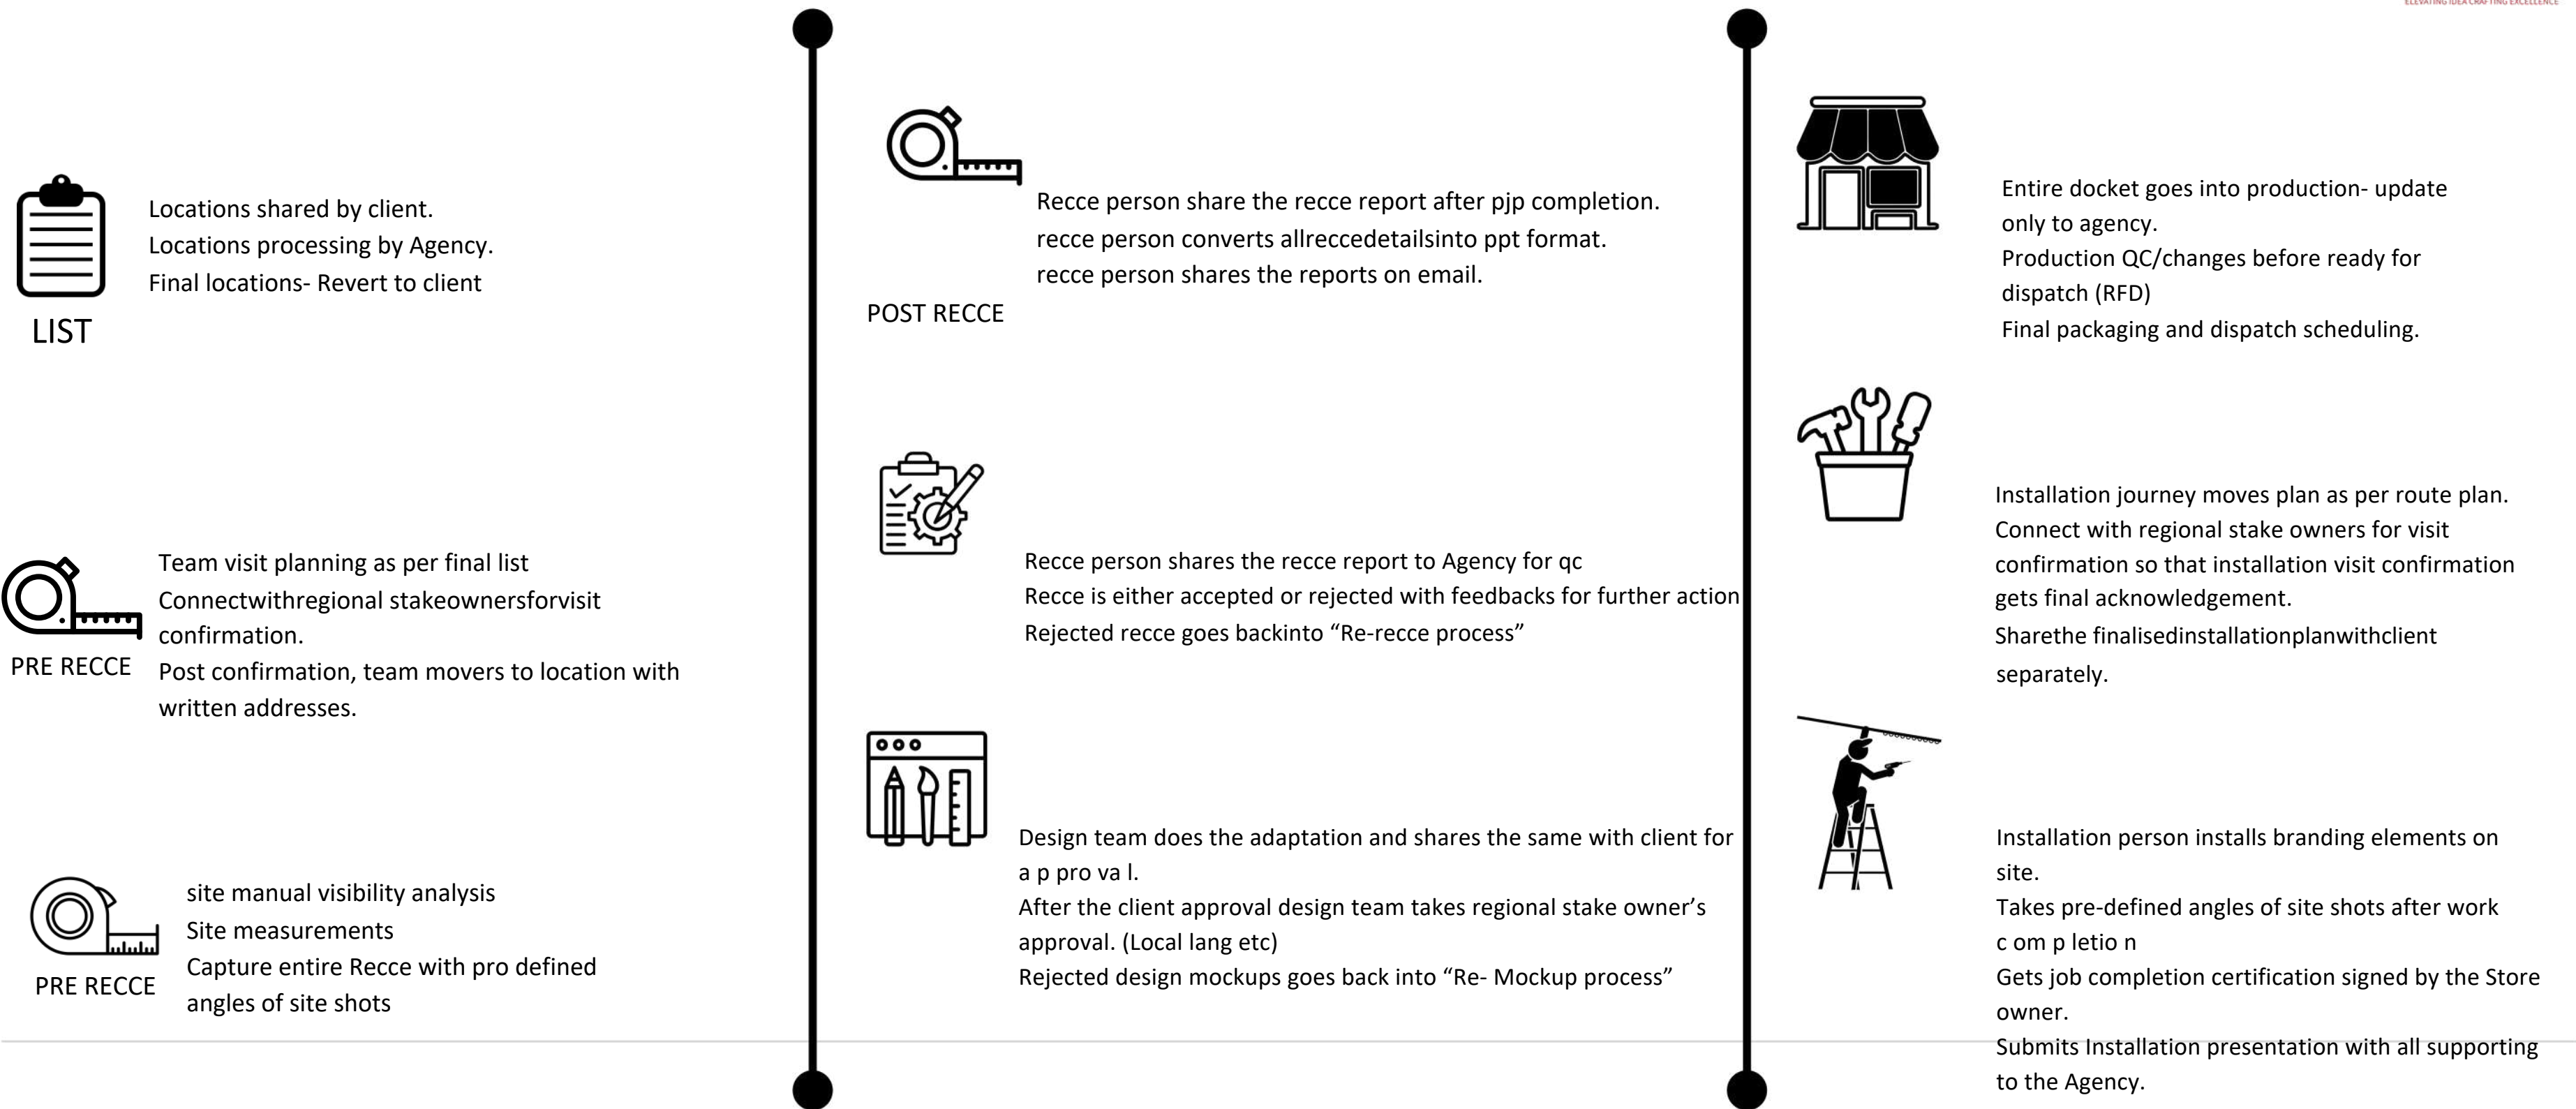 ELEVATING IDEA CRAFTING EXCELLENCE
Locations shared by client.
Locations processing by Agency.
Final locations- Revert to client
LIST
Team visit planning as per final list
Connectwithregional stakeownersforvisit
confirmation.
Post confirmation, team movers to location with
written addresses.
PRE RECCE
site manual visibility analysis
Site measurements
Capture entire Recce with pro defined
angles of site shots
PRE RECCE
Recce person share the recce report after pjp completion.
recce person converts allreccedetailsinto ppt format.
recce person shares the reports on email.
POST RECCE
Recce person shares the recce report to Agency for qc
Recce is either accepted or rejected with feedbacks for further action
Rejected recce goes backinto “Re-recce process”
Design team does the adaptation and shares the same with client for
a p pro va l.
After the client approval design team takes regional stake owner’s
approval. (Local lang etc)
Rejected design mockups goes back into “Re- Mockup process”
Entire docket goes into production- update
only to agency.
Production QC/changes before ready for
dispatch (RFD)
Final packaging and dispatch scheduling.
Installation journey moves plan as per route plan.
Connect with regional stake owners for visit
confirmation so that installation visit confirmation
gets final acknowledgement.
Sharethe finalisedinstallationplanwithclient
separately.
Installation person installs branding elements on
site.
Takes pre-defined angles of site shots after work
c om p letio n
Gets job completion certification signed by the Store
owner.
Submits Installation presentation with all supporting
to the Agency.